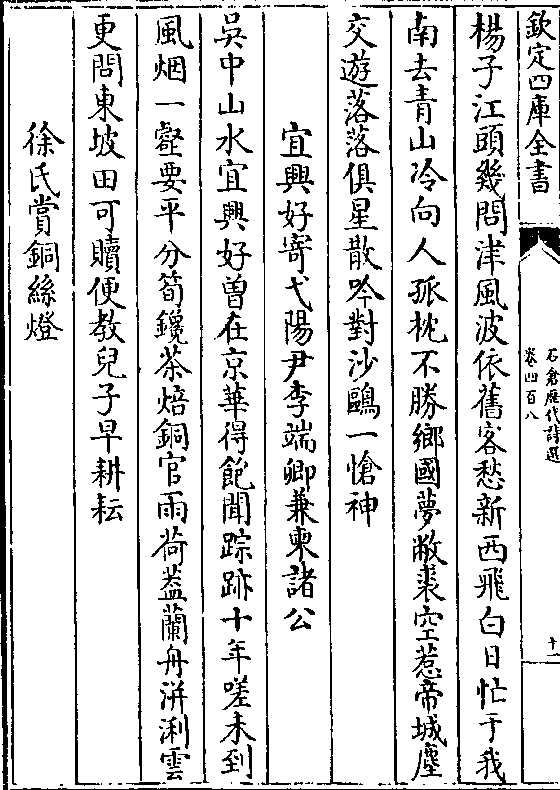 欽定四庫全書
石倉歴代詩選
卷四百八
十一
楊子江頭幾問津風波依舊客愁新西飛白日忙于我
南去青山冷向人孤枕不勝鄉國夢敝裘空惹帝城塵
交遊落落俱星散吟對沙鷗一愴神
宜興好寄弋陽尹李端卿兼柬諸公
吳中山水宜興好曽在京華得飽聞踪跡十年嗟未到
風烟一壑要平分筍鑱茶焙銅官雨荷葢蘭舟洴浰雲
更問東坡田可贖便教兒子早耕耘
徐氏賞銅絲燈